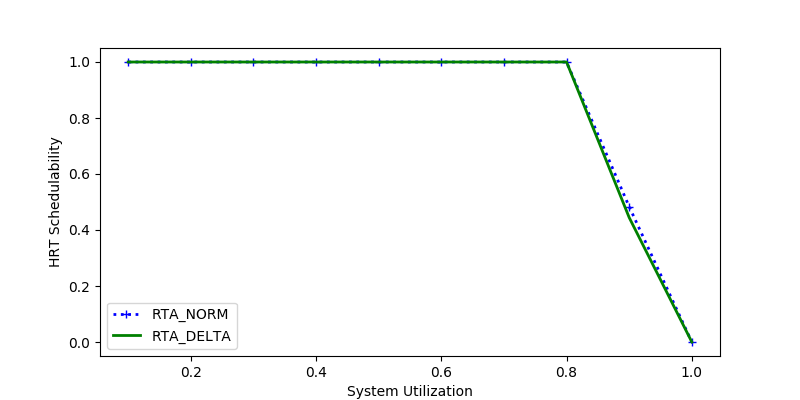 1.0
0.8
0.6
0.4
0.2
0.0
HRT Schedulability
RTA_NORM
RTA_DELTA
0.2 0.4 0.6 0.8 1.0
System Utilization